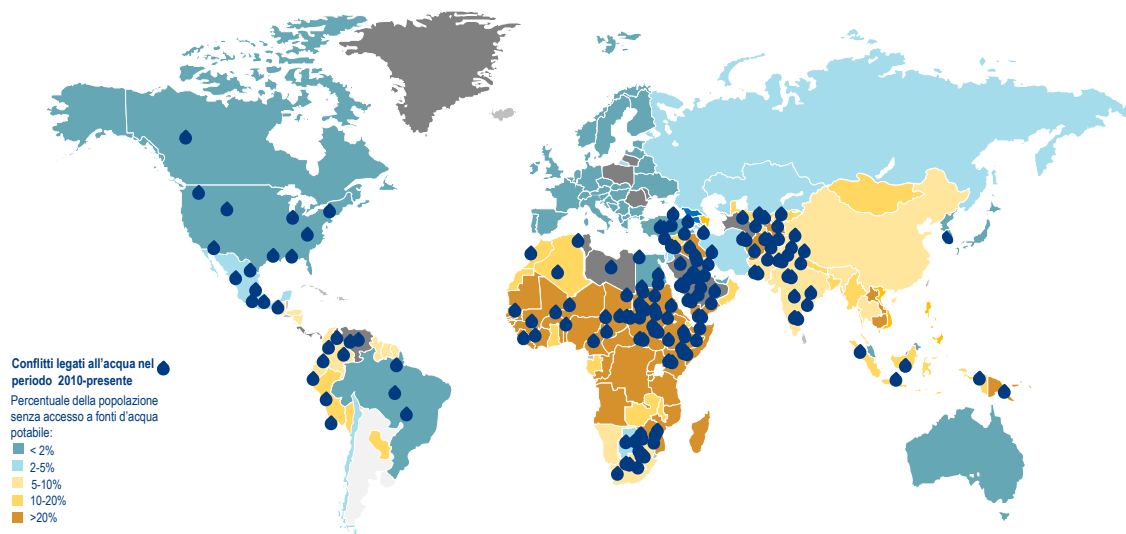 Conflitti legati all'acqua nel
periodo 2010-presente
Percentuale della popolazione
senza accesso a fonti d'acqua
potabile:
< 2%
2-5%
5-10%
10-20%
>20%